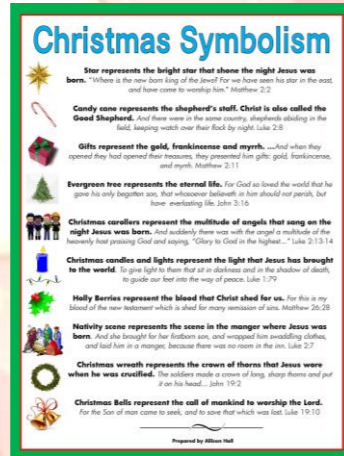 Christmas Symbolism
Star represents the bright star that shone the night Jesus was
born. "Where is the new born king of the Jews? For we have seen his star in the east,
and have come to worship him." Matthew 2:2
Candy cane represents the shepherd's staff. Christ is also called the
Good Shepherd. And there were in the same country, shepherds abiding in the
field, keeping watch over their flock by night. Luke 2:8
Gifts represent the gold, frankincense and myrrh. ...And when they
opened they had opened their treasures, they presented him gifts: gold, frankincense,
and myrrh. Matthew 2:11
Evergreen tree represents the eternal life. For God so loved the world that he
gave his only begotten son, that whosoever believeth in him should not perish, but
have everlasting life. John 3:16
Christmas carollers represent the multitude of angels that sang on the
night Jesus was born. And suddenly there was with the angel a multitude of the
heavenly host praising God and saying, "Glory to God in the highest..." Luke 2:13-14
Christmas candles and lights represent the light that Jesus has brought
to the world. To give light to them that sit in darkness and in the shadow of death,
to guide our feet into the way of peace. Luke 1:79
Holly Berries represent the blood that Christ shed for us. For this is my
blood of the new testament which is shed for many remission of sins. Matthew 26:28
Nativity scene represents the scene in the manger where Jesus was
born. And she brought for her firstborn son, and wrapped him swaddling clothes,
and laid him in a manger, because there was no room in the inn. Luke 2:7
Christmas wreath represents the crown of thorns that Jesus wore
when he was crucified. The soldiers made a crown of long, sharp thorns and put
it on his head... John 19:2
Christmas Bells represent the call of mankind to worship the Lord.
For the Son of man came to seek, and to save that which was lost. Luke 19:10
Prepared by Allison Hall